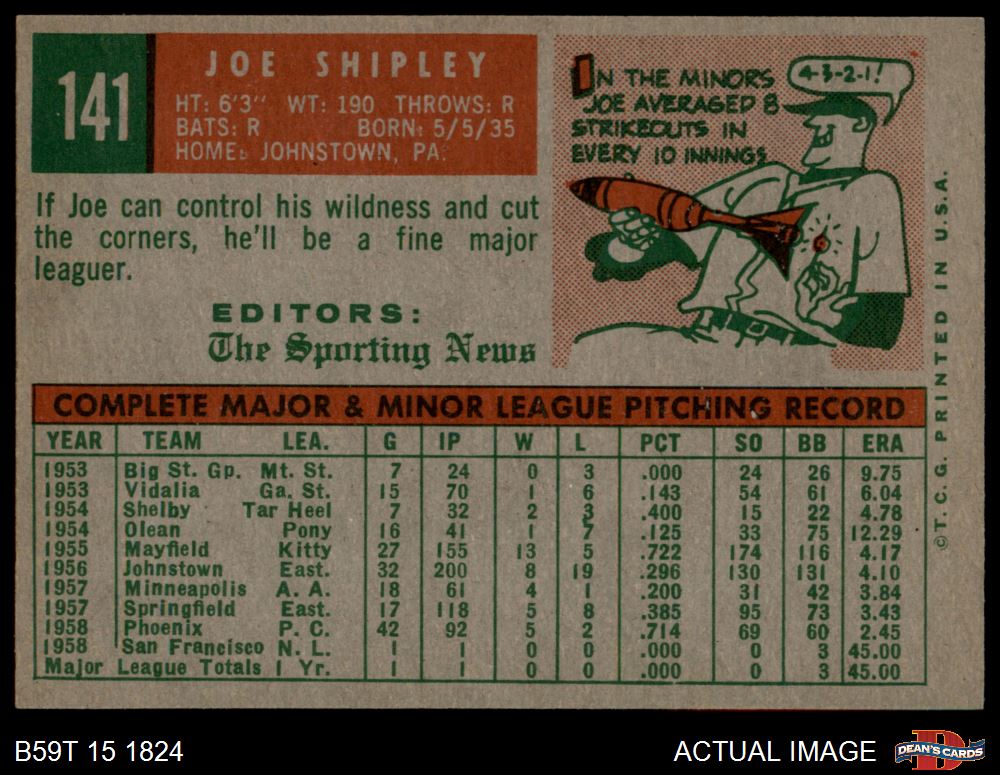 141
JOE SHIPLEY
HT: 6'3" WT: 190 THROWS: R
BATS: R BORN: 5/5/35
HOME: JOHNSTOWN, PA.
If Joe can control his wildness and cut
the corners, he'll be a fine major
leaguer.
EDITORS:
The Sporting News
IN THE MINORS
JOE AVERAGED 8
STRIKEOUTS IN
EVERY 10 INNINGS
4-3-2-1!
COMPLETE MAJOR & MINOR LEAGUE PITCHING RECORD
YEAR TEAM LEA. G IP W L PCT SO BB ERA
1953 Big St. Gp. Mt. St. 7 24 0 3 .000 24 26 9.75
1953 Vidalia Ga. St. 15 70 1 6 .143 54 61 6.04
1954 Shelby Tar Heel 7 32 2 3 .400 15 22 4.78
1954 Olean Pony 16 41 1 7 .125 33 75 12.29
1955 Mayfield Kitty 27 155 13 5 .722 174 116 4.17
1956 Johnstown East. 32 200 8 19 .296 130 131 4.10
1957 Minneapolis A. A. 18 61 4 1 .200 31 42 3.84
1957 Springfield East. 17 118 5 8 .385 95 73 3.43
1958 Phoenix P. C. 42 92 5 2 .714 69 60 2.45
1958 San Francisco N. L. 1 1 0 0 .000 0 3 45.00
Major League Totals 1 Yr. 1 1 0 0 .000 0 3 45.00
©T. C. G. PRINTED IN U.S.A.
B59T 15 1824
ACTUAL IMAGE
D
DEAN'S CARDS